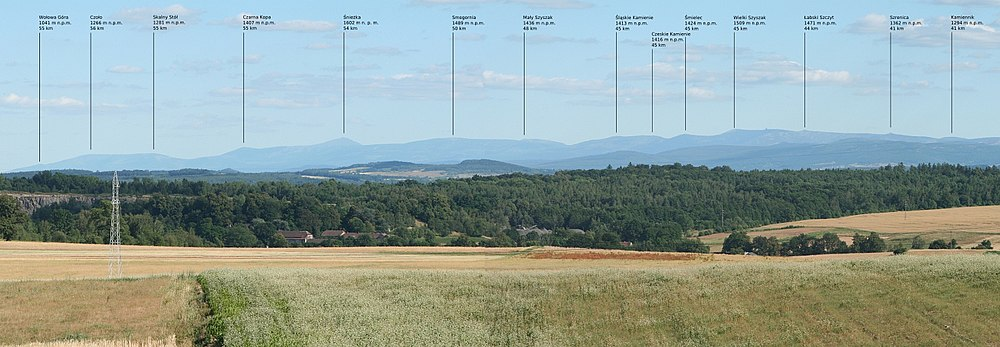 Wołowa Góra
1041 m n.p.m.
55 km
Czoło
1266 m n.p.m.
56 km
Skalny Stół
1281 m n.p.m.
55 km
Czarna Kopa
1407 m n.p.m.
55 km
Śnieżka
1602 m n. p. m.
54 km
Smogornia
1489 m n.p.m.
50 km
Mały Szyszak
1436 m n.p.m.
48 km
Śląskie Kamienie
1413 m n.p.m.
45 km
Czeskie Kamienie
1416 m n.p.m.
45 km
Śmielec
1424 m n.p.m.
45 km
Wielki Szyszak
1509 m n.p.m.
45 km
Łabski Szczyt
1471 m n.p.m.
44 km
Szrenica
1362 m n.p.m.
41 km
Kamiennik
1294 m n.p.m.
41 km